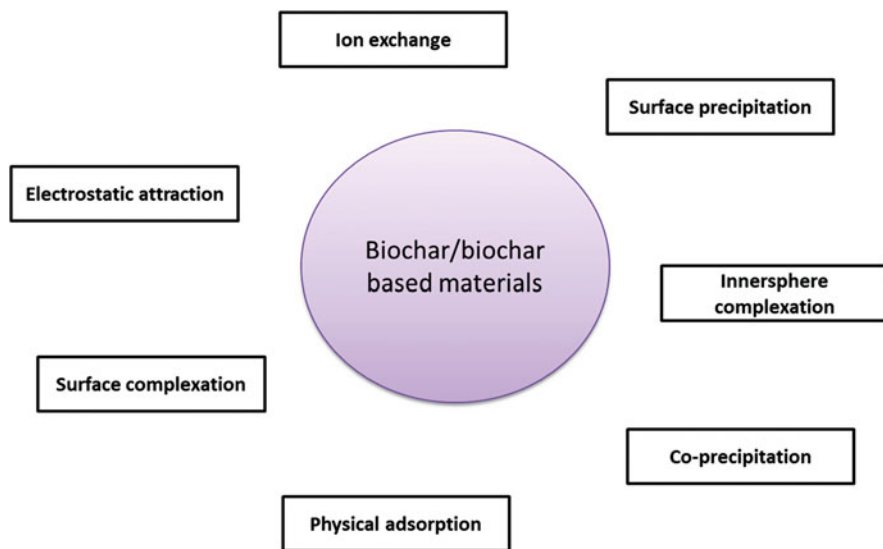 Ion exchange
Surface precipitation
Electrostatic attraction
Biochar/biochar
based materials
Innersphere
complexation
Surface complexation
Co-precipitation
Physical adsorption